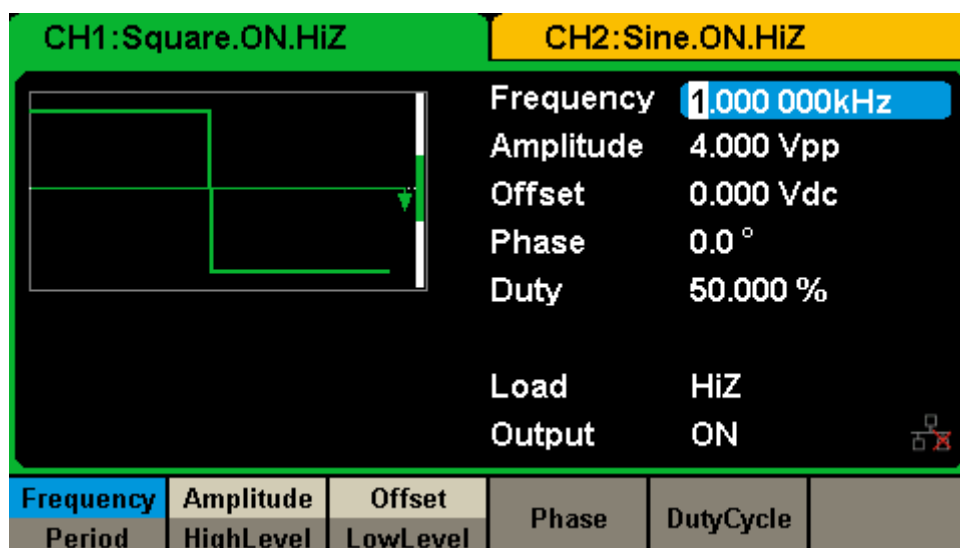 CH1:Square.ON.HiZ
CH2:Sine.ON.HiZ
Frequency 1.000 000kHz
Amplitude 4.000 Vpp
Offset 0.000 Vdc
Phase 0.0 °
Duty 50.000 %
Load HiZ
Output ON
Frequency Amplitude Offset Phase DutyCycle
Period HighLevel LowLevel